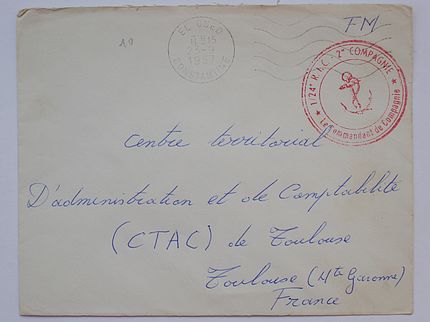 10
FM
EL OUED
1957
CONSTANTINE
★ 1/24e R.I.C - 2e COMPAGNIE ★
Le Commandant de Compagnie
Centre territorial
D'administration et de Comptabilité
(CTAC) de Toulouse
Toulouse (Hte Garonne)
France